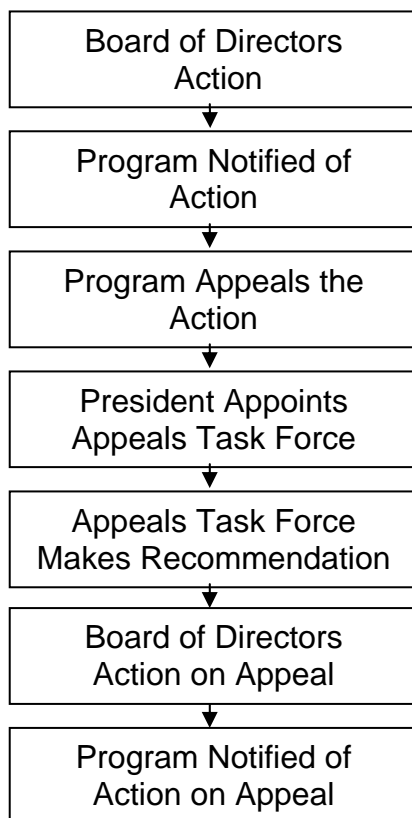 Board of Directors
Action
Program Notified of
Action
Program Appeals the
Action
President Appoints
Appeals Task Force
Appeals Task Force
Makes Recommendation
Board of Directors
Action on Appeal
Program Notified of
Action on Appeal